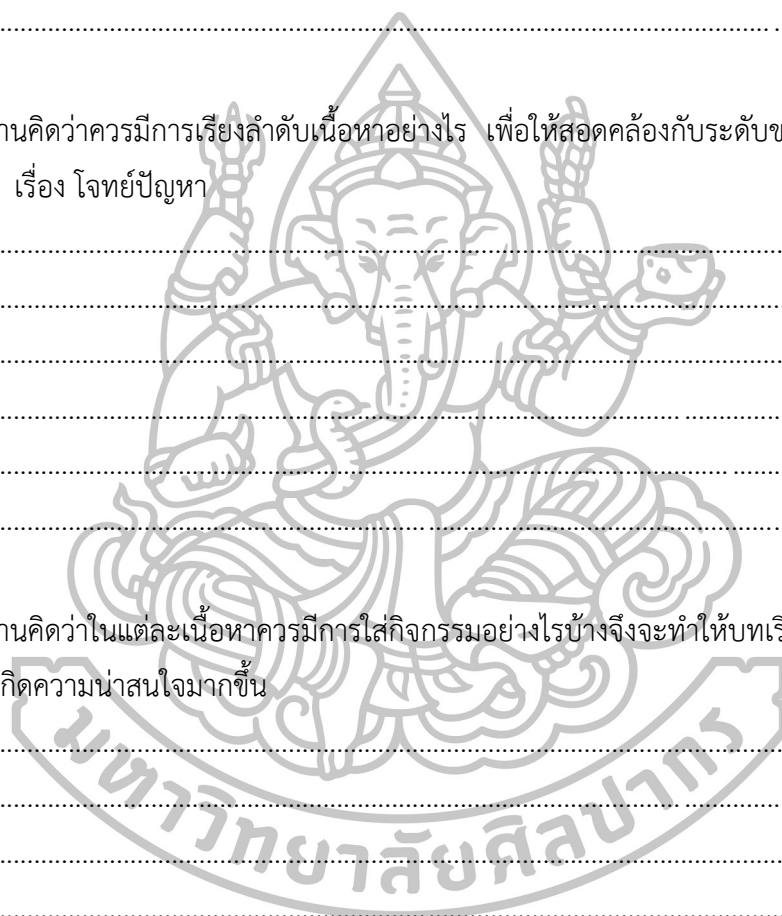 านคิดว่าควรมีการเรียงลำดับเนื้อหาอย่างไร เพื่อให้สอดคล้องกับระดับข
เรื่อง โจทย์ปัญหา
านคิดว่าในแต่ละเนื้อหาควรมีการใส่กิจกรรมอย่างไรบ้างจึงจะทำให้บทเรี
กิดความน่าสนใจมากขึ้น
มหาวิทยาลัยศิลปากร